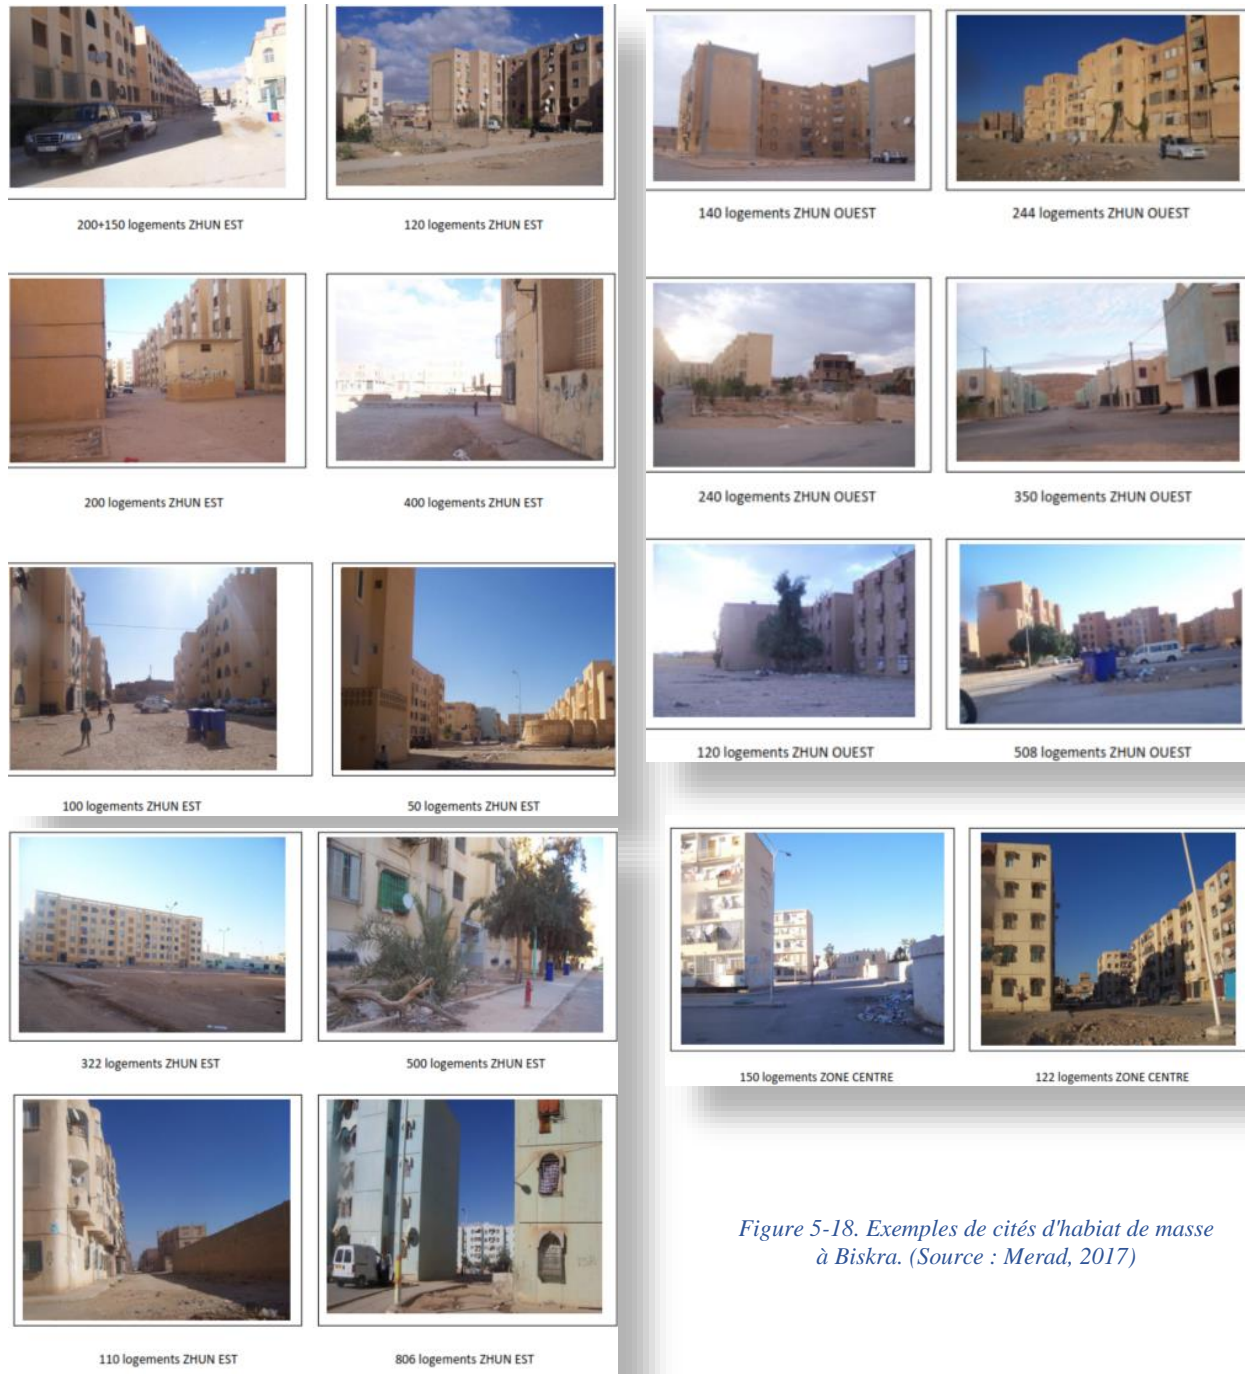 200+150 logements ZHUN EST
120 logements ZHUN EST
200 logements ZHUN EST
400 logements ZHUN EST
100 logements ZHUN EST
50 logements ZHUN EST
322 logements ZHUN EST
500 logements ZHUN EST
110 logements ZHUN EST
806 logements ZHUN EST
140 logements ZHUN OUEST
244 logements ZHUN OUEST
240 logements ZHUN OUEST
350 logements ZHUN OUEST
120 logements ZHUN OUEST
508 logements ZHUN OUEST
150 logements ZONE CENTRE
122 logements ZONE CENTRE
Figure 5-18. Exemples de cités d'habiat de masse
à Biskra. (Source : Merad, 2017)